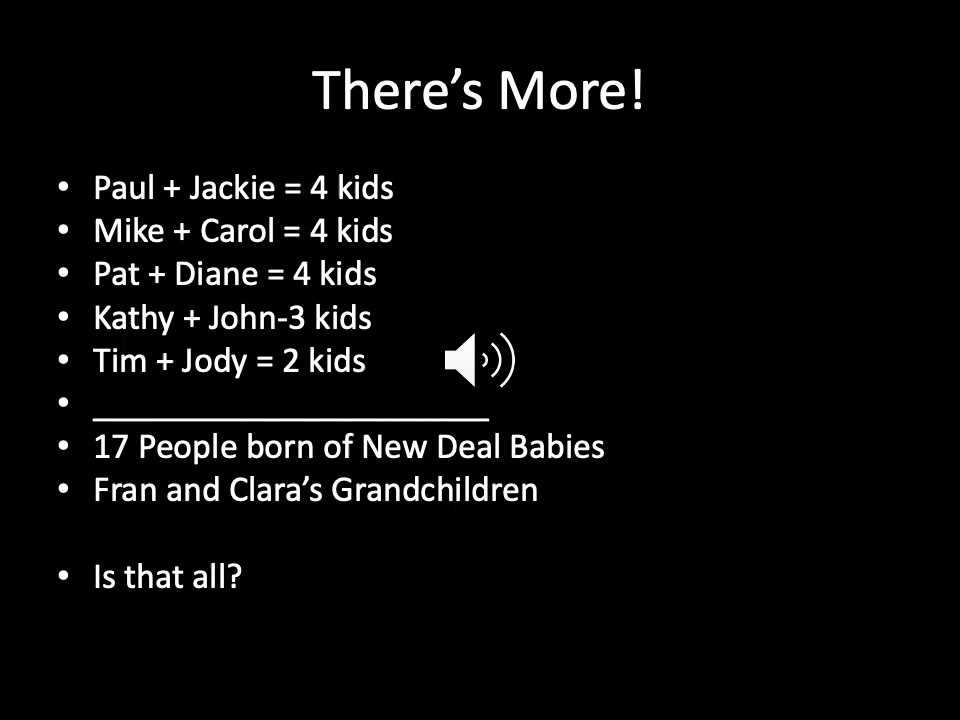 There’s More!
• Paul + Jackie = 4 kids
• Mike + Carol = 4 kids
• Pat + Diane = 4 kids
• Kathy + John-3 kids
• Tim + Jody = 2 kids
• ______________________
• 17 People born of New Deal Babies
• Fran and Clara’s Grandchildren
• Is that all?